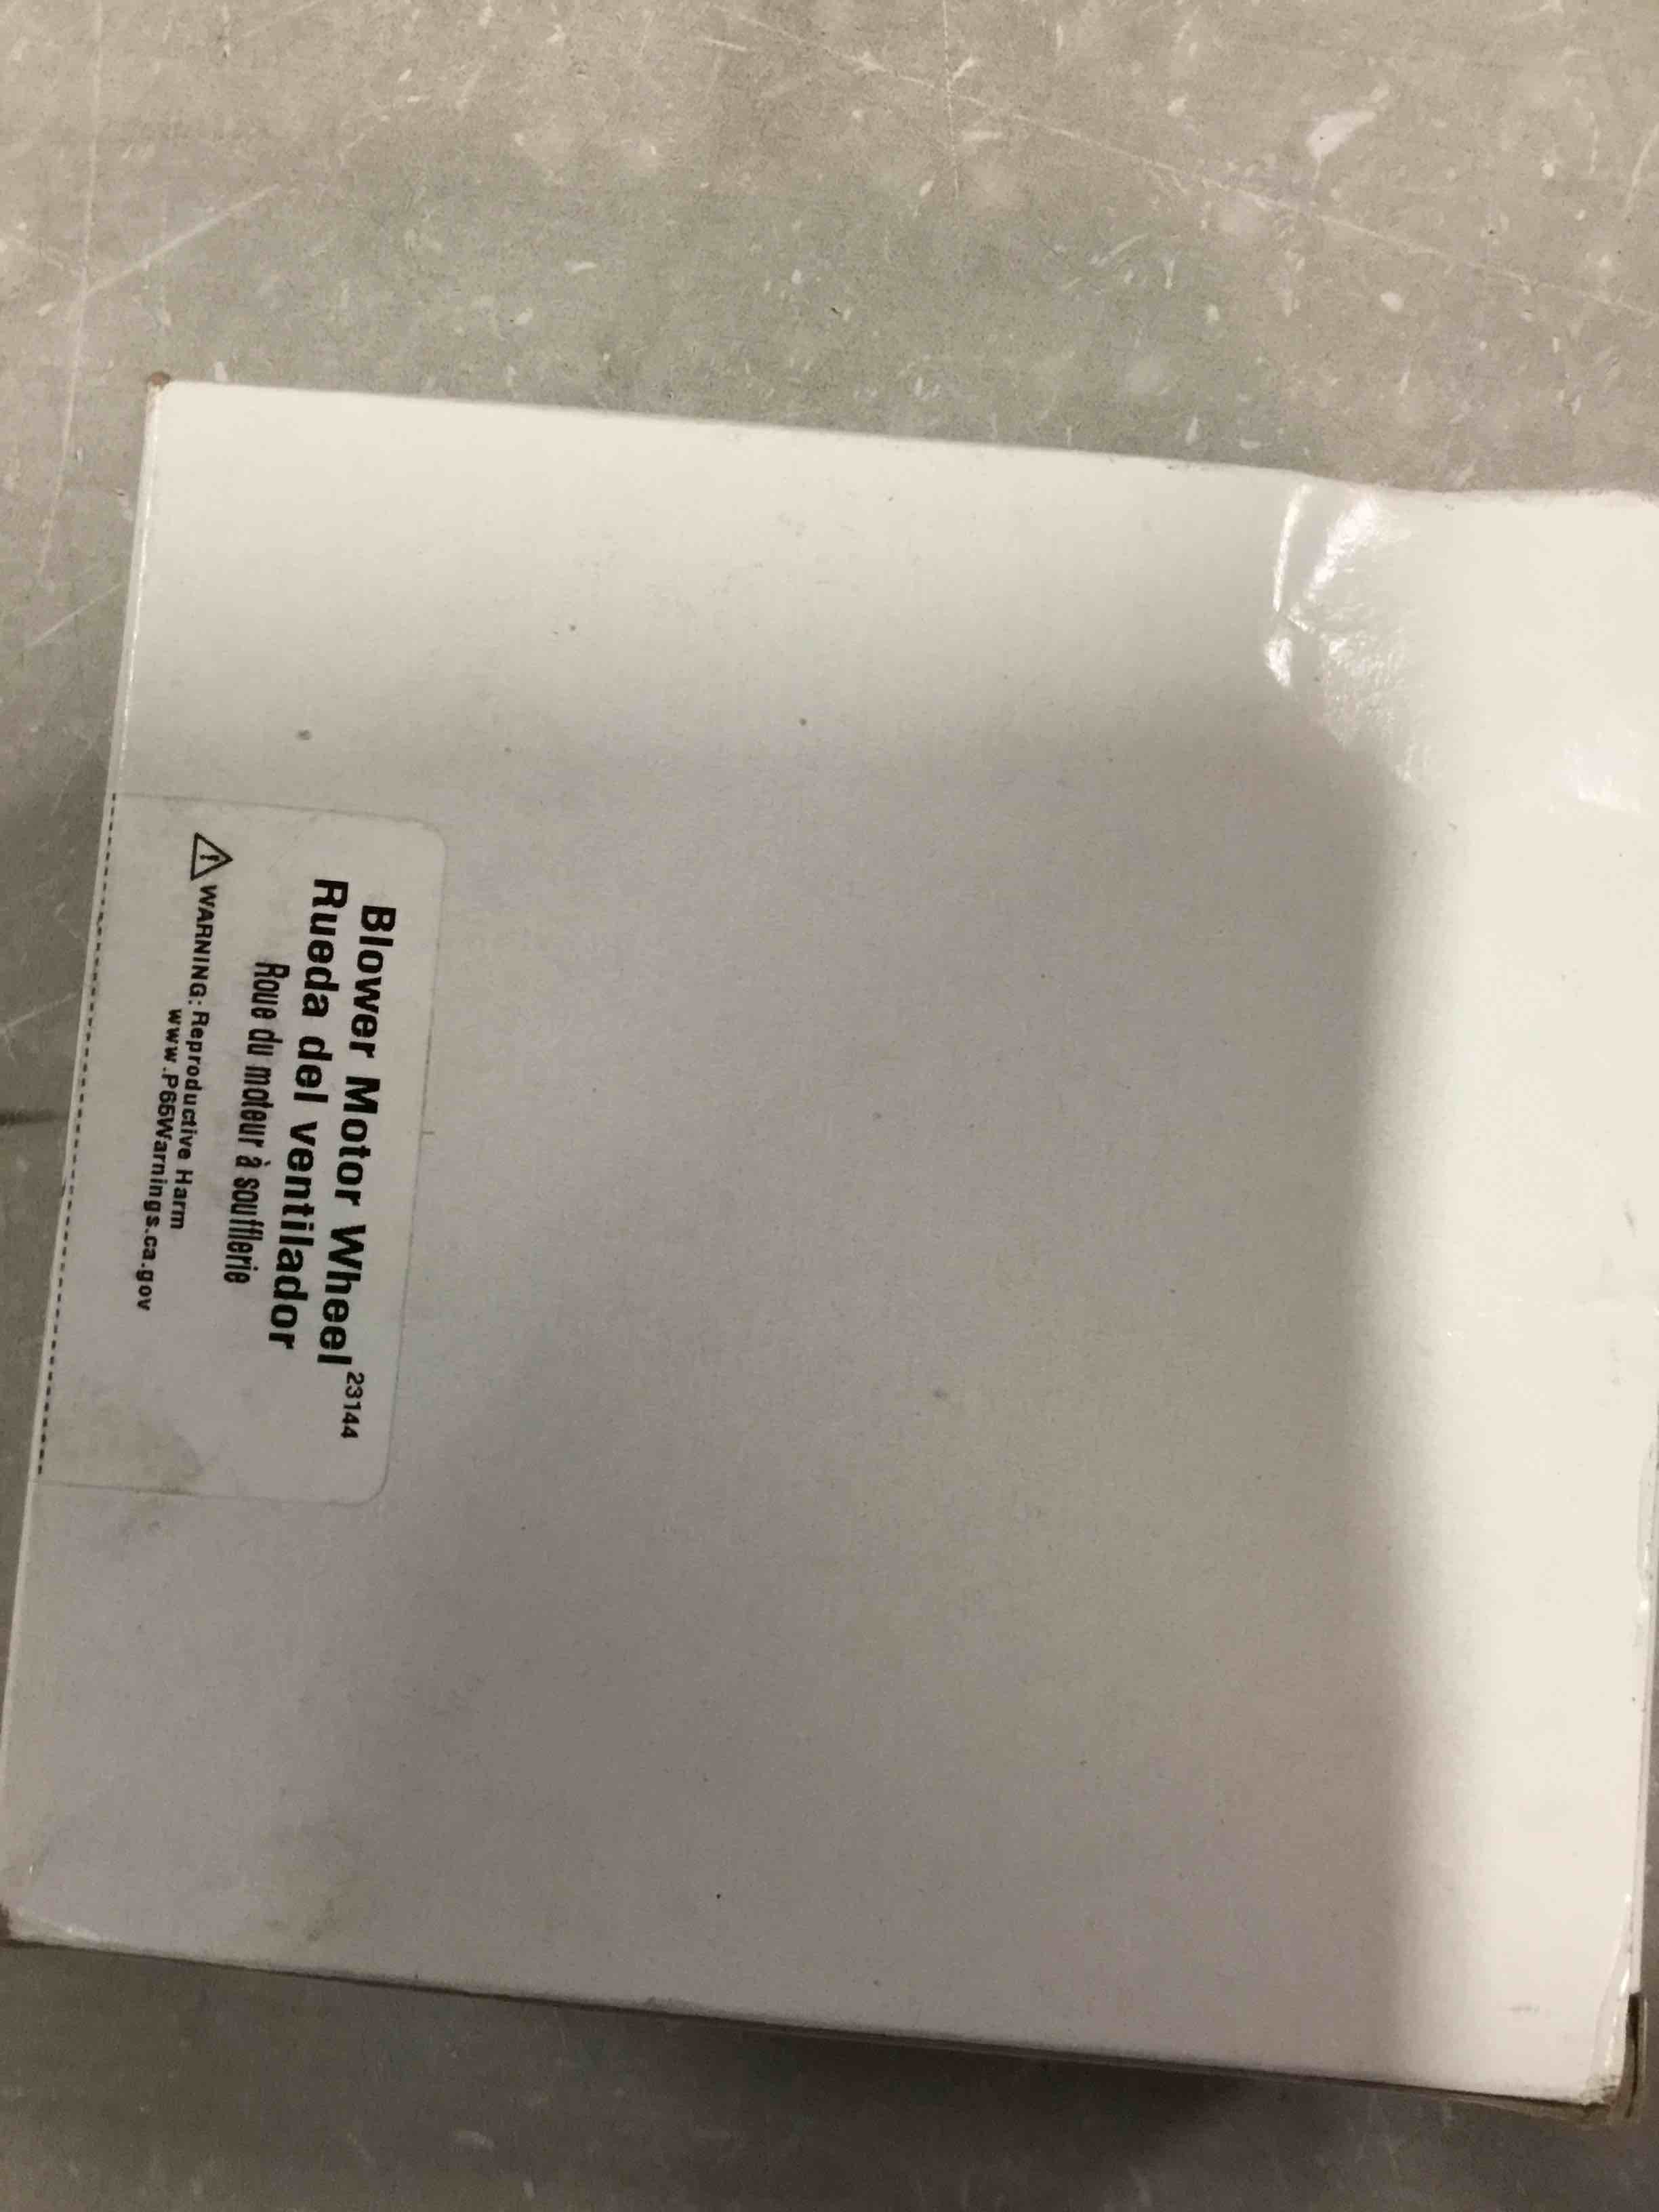 Blower Motor Wheel 23144
Rueda del ventilador
Roue du moteur à soufflerie
WARNING: Reproductive Harm
www.P65Warnings.ca.gov